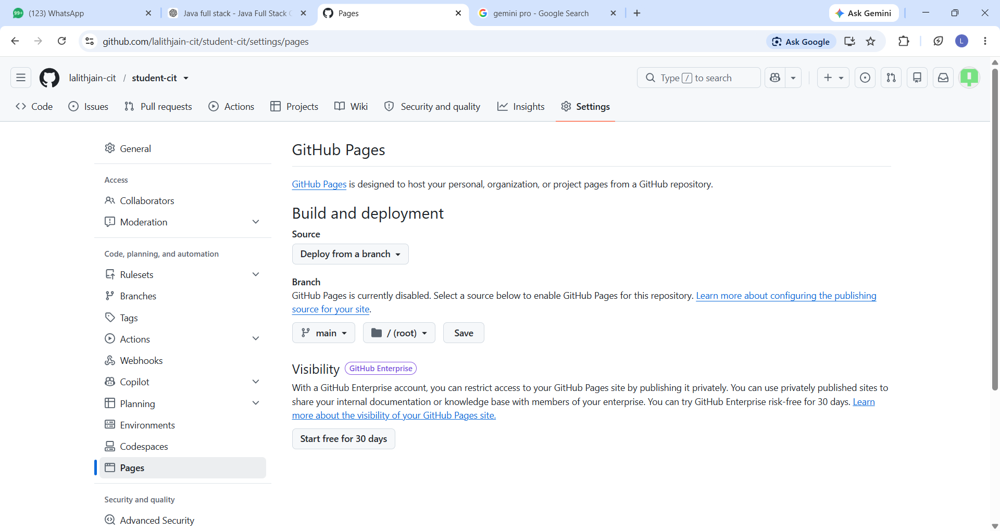 99+ (123) WhatsApp
Java full stack - Java Full Stack
Pages
gemini pro - Google Search
Ask Gemini
github.com/lalithjain-cit/student-cit/settings/pages
Ask Google
L
lalithjain-cit / student-cit
Type / to search
Code
Issues
Pull requests
Actions
Projects
Wiki
Security and quality
Insights
Settings
General
Access
Collaborators
Moderation
Code, planning, and automation
Rulesets
Branches
Tags
Actions
Webhooks
Copilot
Planning
Environments
Codespaces
Pages
Security and quality
Advanced Security
GitHub Pages
GitHub Pages is designed to host your personal, organization, or project pages from a GitHub repository.
Build and deployment
Source
Deploy from a branch
Branch
GitHub Pages is currently disabled. Select a source below to enable GitHub Pages for this repository. Learn more about configuring the publishing
source for your site.
main
/ (root)
Save
Visibility GitHub Enterprise
With a GitHub Enterprise account, you can restrict access to your GitHub Pages site by publishing it privately. You can use privately published sites to
share your internal documentation or knowledge base with members of your enterprise. You can try GitHub Enterprise risk-free for 30 days. Learn
more about the visibility of your GitHub Pages site.
Start free for 30 days